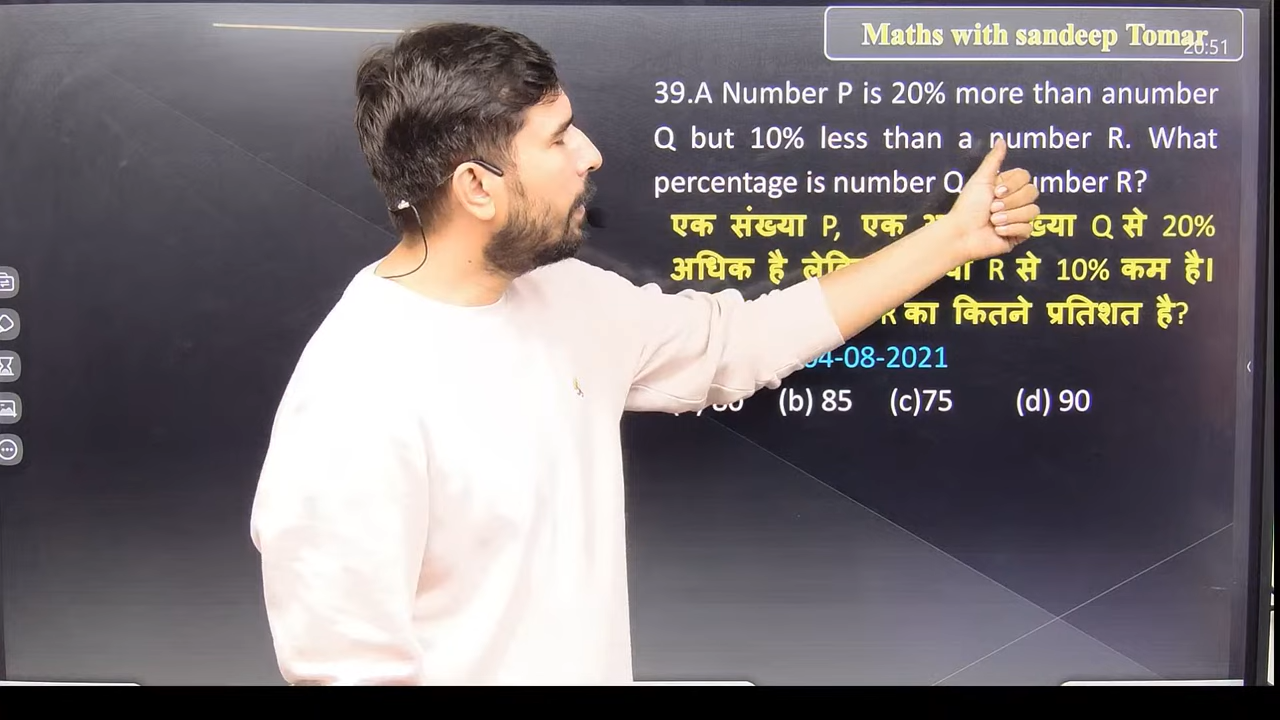 Maths with sandeep Tomar
20:51
39.A Number P is 20% more than anumber
Q but 10% less than a number R. What
percentage is number Q number R?
एक संख्या P, एक संख्या Q से 20%
अधिक है R से 10% कम है।
R का कितने प्रतिशत है?
04-08-2021
(b) 85 (c)75 (d) 90